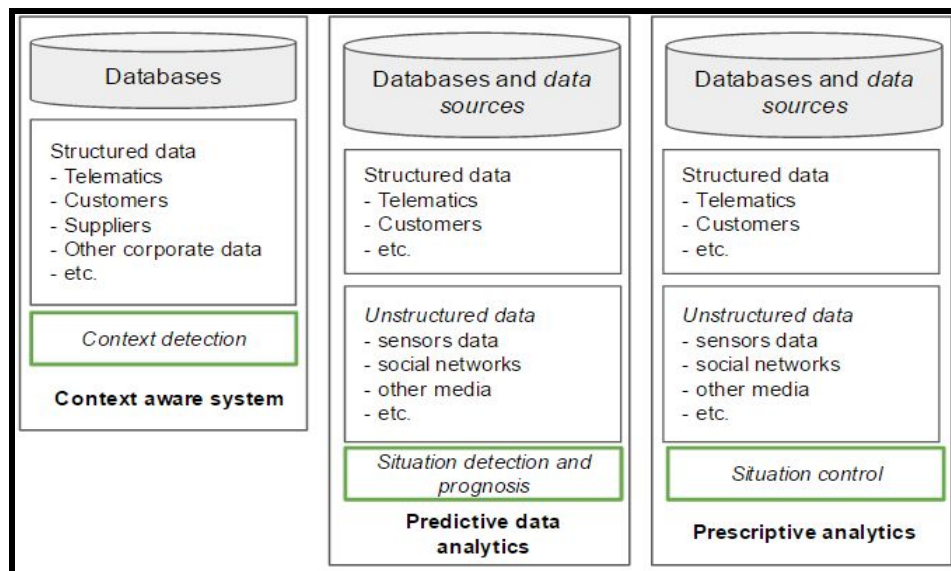 Databases
Structured data
- Telematics
- Customers
- Suppliers
- Other corporate data
- etc.
Context detection
Context aware system
Databases and data
sources
Structured data
- Telematics
- Customers
- etc.
Unstructured data
- sensors data
- social networks
- other media
- etc.
Situation detection and
prognosis
Predictive data
analytics
Databases and data
sources
Structured data
- Telematics
- Customers
- etc.
Unstructured data
- sensors data
- social networks
- other media
- etc.
Situation control
Prescriptive analytics